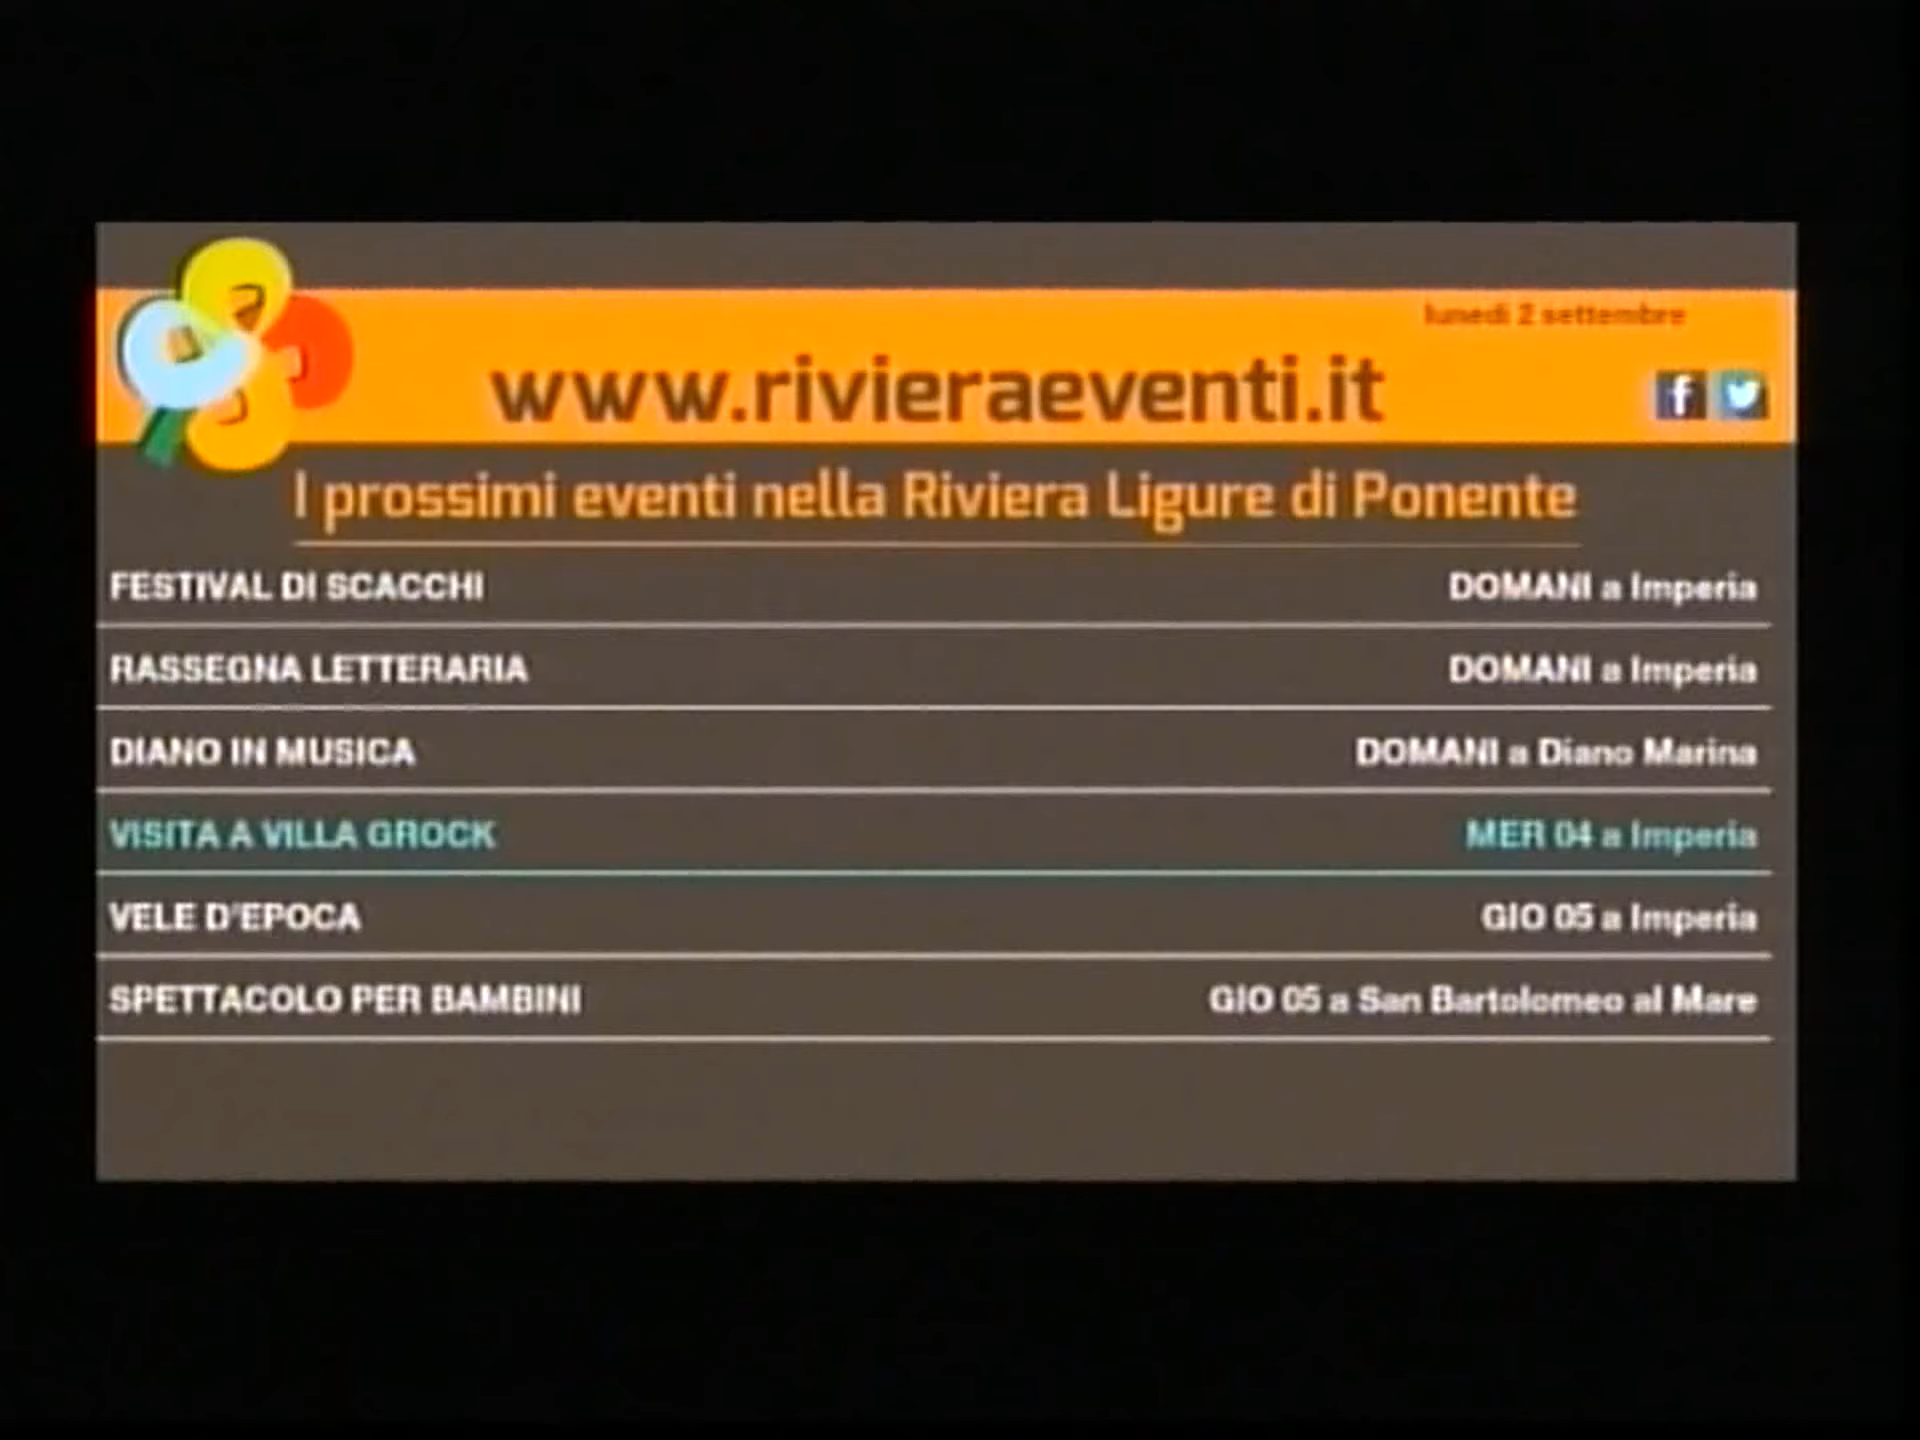 lunedì 2 settembre
www.rivieraeventi.it
I prossimi eventi nella Riviera Ligure di Ponente
FESTIVAL DI SCACCHI DOMANI a Imperia
RASSEGNA LETTERARIA DOMANI a Imperia
DIANO IN MUSICA DOMANI a Diano Marina
VISITA A VILLA GROCK MER 04 a Imperia
VELE D'EPOCA GIO 05 a Imperia
SPETTACOLO PER BAMBINI GIO 05 a San Bartolomeo al Mare